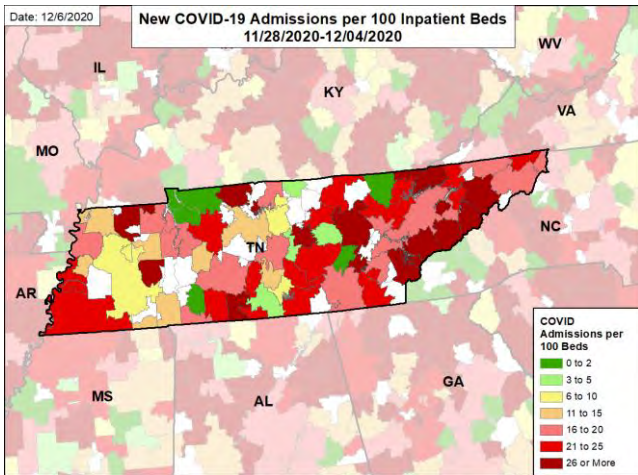 Date: 12/6/2020
New COVID-19 Admissions per 100 Inpatient Beds
11/28/2020-12/04/2020
WV
IL
KY
VA
MO
TN
NC
AR
MS
AL
GA
COVID
Admissions per
100 Beds
0 to 2
3 to 5
6 to 10
11 to 15
16 to 20
21 to 25
26 or More